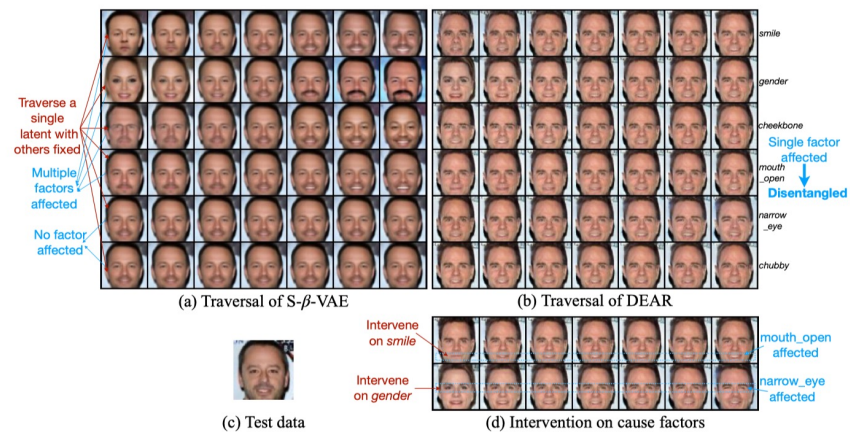 smile
gender
cheekbone
mouth
_open
narrow
_eye
chubby
Traverse a
single
latent with
others fixed
Multiple
factors
affected
No factor
affected
Single factor
affected
Disentangled
(a) Traversal of S-β-VAE
(b) Traversal of DEAR
Intervene
on smile
mouth_open
affected
Intervene
on gender
narrow_eye
affected
(c) Test data
(d) Intervention on cause factors